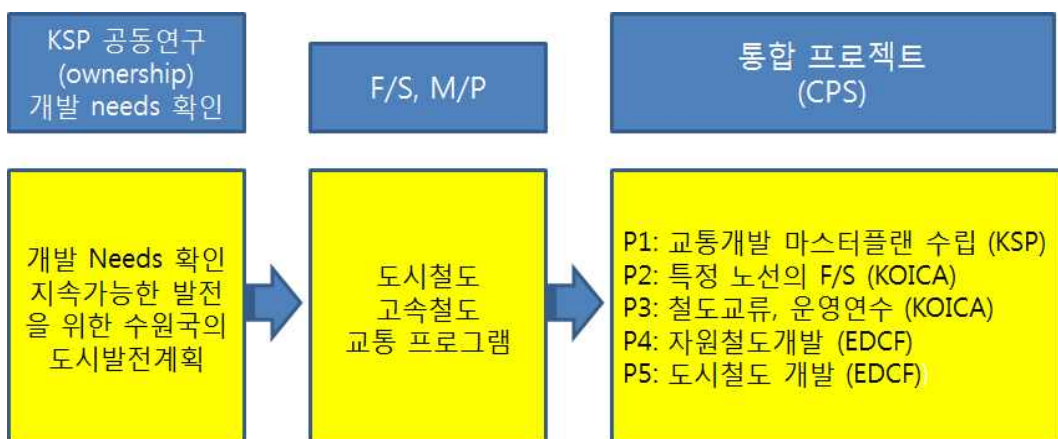 KSP 공동연구
(ownership)
개발 needs 확인
F/S, M/P
통합 프로젝트
(CPS)
개발 Needs 확인
지속가능한 발전
을 위한 수원국의
도시발전계획
도시철도
고속철도
교통 프로그램
P1: 교통개발 마스터플랜 수립 (KSP)
P2: 특정 노선의 F/S (KOICA)
P3: 철도교류, 운영연수 (KOICA)
P4: 자원철도개발 (EDCF)
P5: 도시철도 개발 (EDCF)